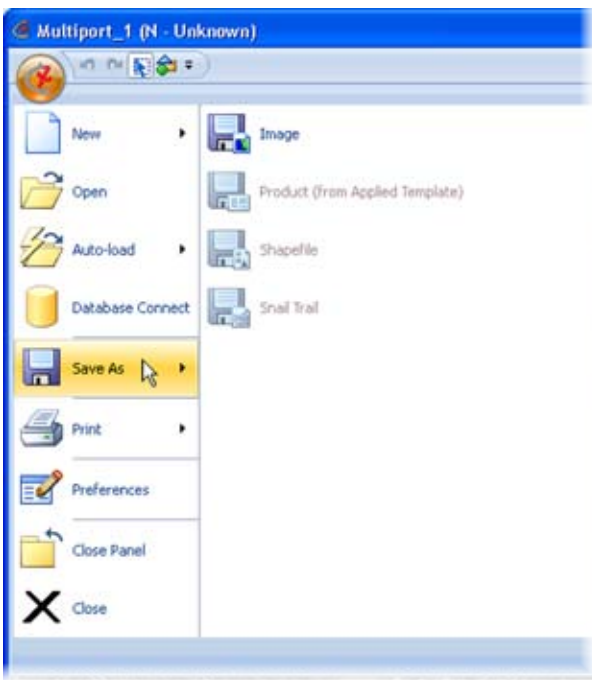 Multiport_1 (N - Unknown)
New
Open
Auto-load
Database Connect
Save As
Print
Preferences
Close Panel
Close
Image
Product (from Applied Template)
Shapefile
Snail Trail